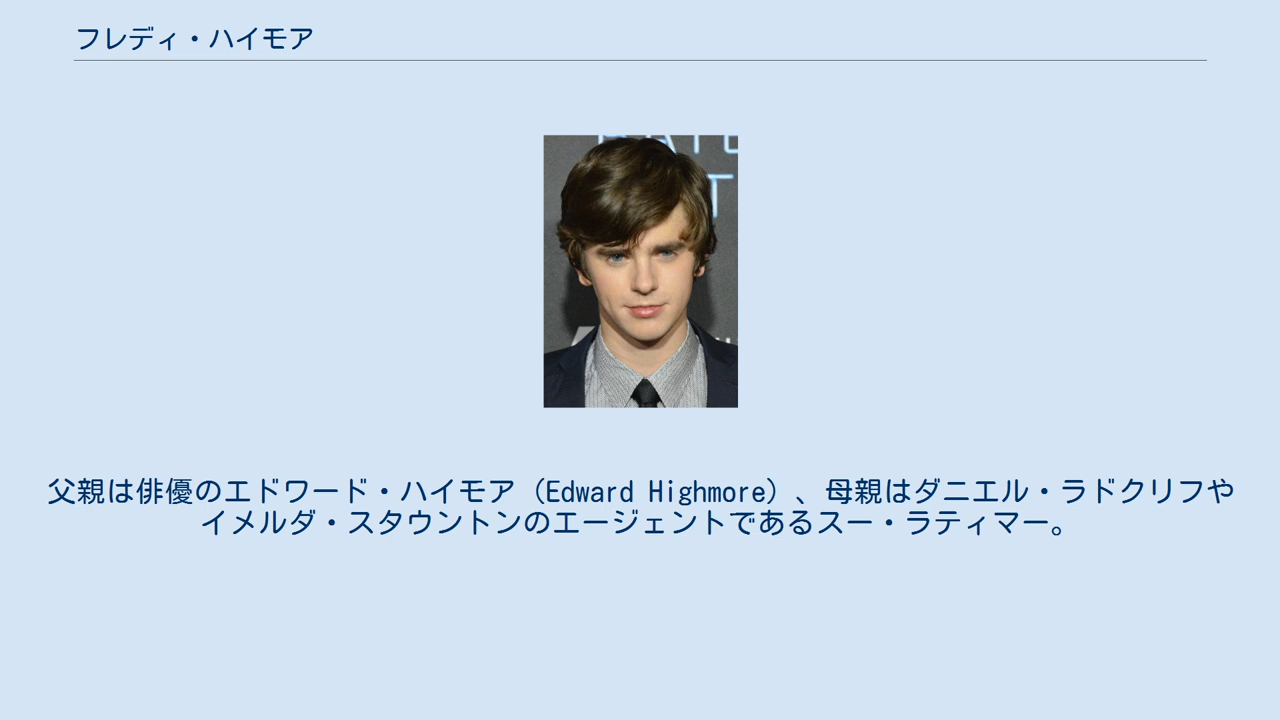 フレディ・ハイモア
父親は俳優のエドワード・ハイモア（Edward Highmore）、母親はダニエル・ラドクリフや
イメルダ・スタウントンのエージェントであるスー・ラティマー。